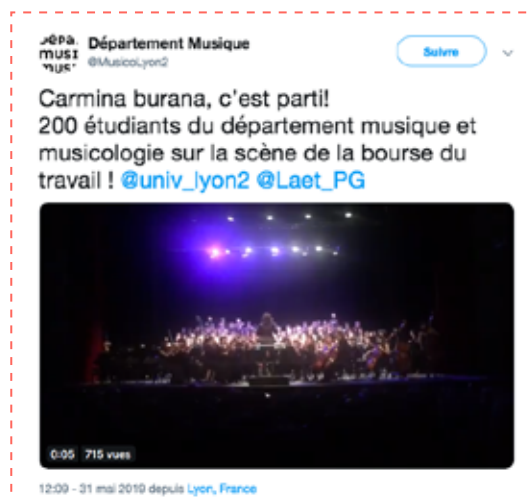 Département Musique
@MusicoLyon2
Suivre
Carmina burana, c'est parti!
200 étudiants du département musique et
musicologie sur la scène de la bourse du
travail ! @univ_lyon2 @Laet_PG
0:05 715 vues
12:09 - 31 mai 2019 depuis Lyon, France